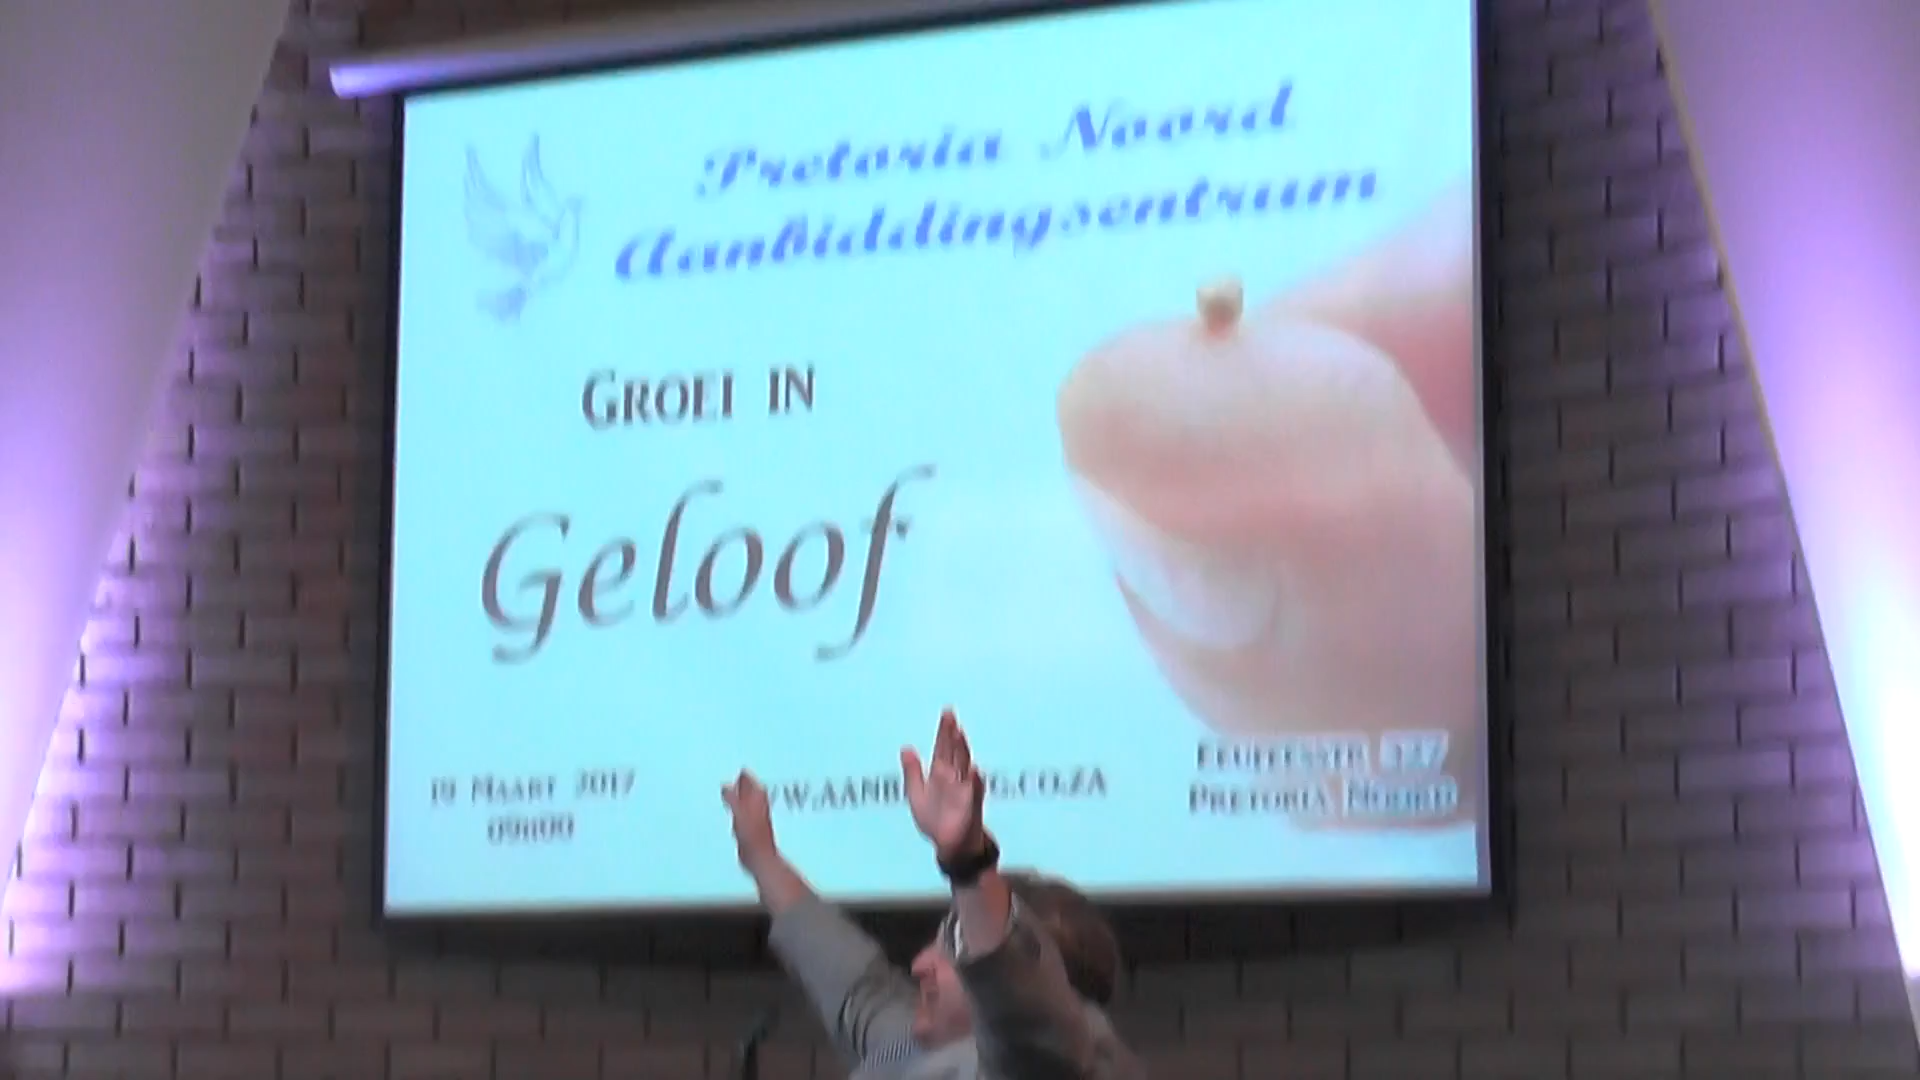 Pretoria Noord
Aanbiddingsentrum
Groei in
Geloof
19 Maart 2017
09h00
Pretoria Noord